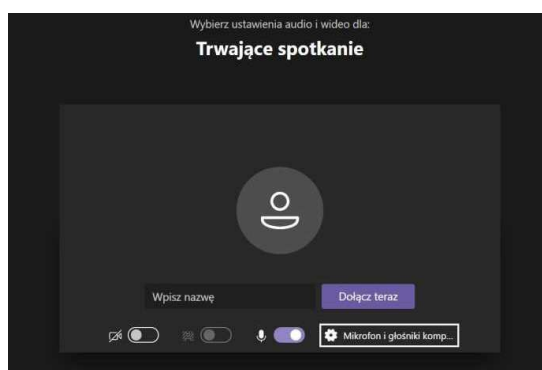 Wybierz ustawienia audio i wideo dla:
Trwające spotkanie
Wpisz nazwę
Dołącz teraz
Mikrofon i głośniki komp...